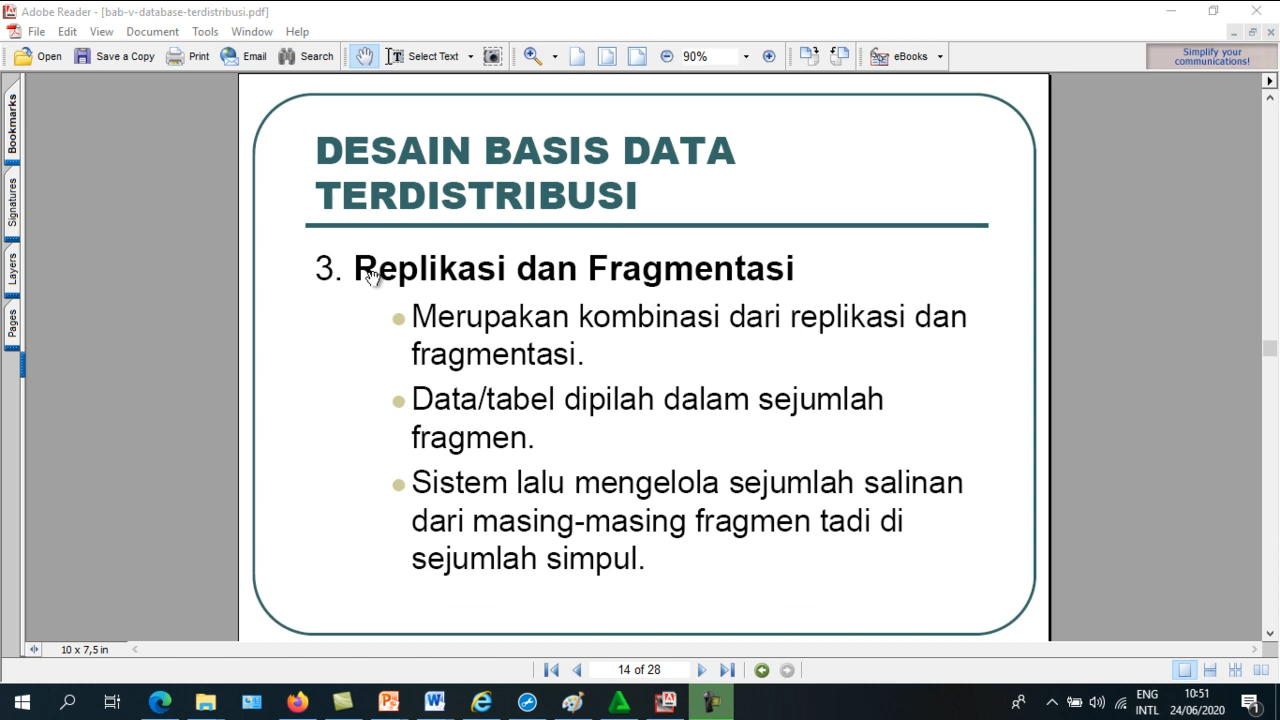 Adobe Reader - [bab-v-database-terdistribusi.pdf]
File Edit View Document Tools Window Help
Open Save a Copy Print Email Search Select Text 90% eBooks Simplify your communications!
Bookmarks
Signatures
Layers
Pages
DESAIN BASIS DATA
TERDISTRIBUSI
3. Replikasi dan Fragmentasi
Merupakan kombinasi dari replikasi dan
fragmentasi.
Data/tabel dipilah dalam sejumlah
fragmen.
Sistem lalu mengelola sejumlah salinan
dari masing-masing fragmen tadi di
sejumlah simpul.
10 x 7,5 in
14 of 28
ENG 10:51
INTL 24/06/2020 1